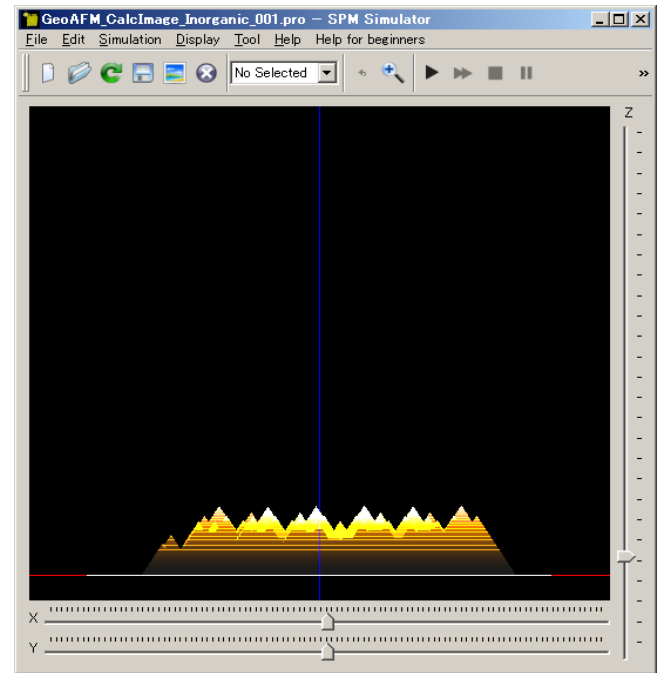 GeoAFM_CalcImage_Inorganic_001.pro — SPM Simulator
File Edit Simulation Display Tool Help Help for beginners
No Selected »
Z
X
Y